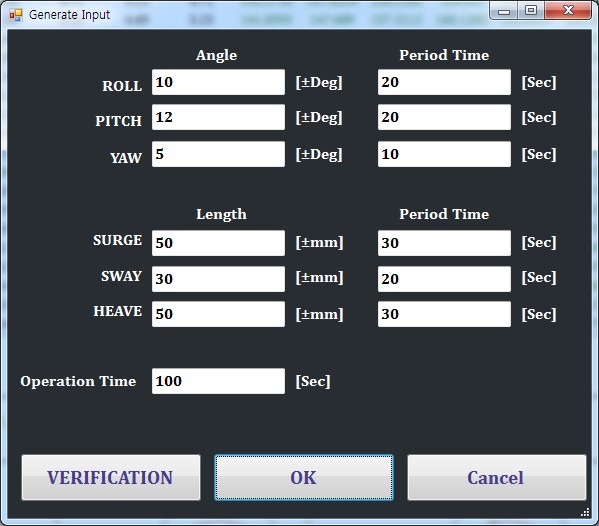 Generate Input
Angle Period Time
ROLL 10 [±Deg] 20 [Sec]
PITCH 12 [±Deg] 20 [Sec]
YAW 5 [±Deg] 10 [Sec]
Length Period Time
SURGE 50 [±mm] 30 [Sec]
SWAY 30 [±mm] 20 [Sec]
HEAVE 50 [±mm] 30 [Sec]
Operation Time 100 [Sec]
VERIFICATION OK Cancel